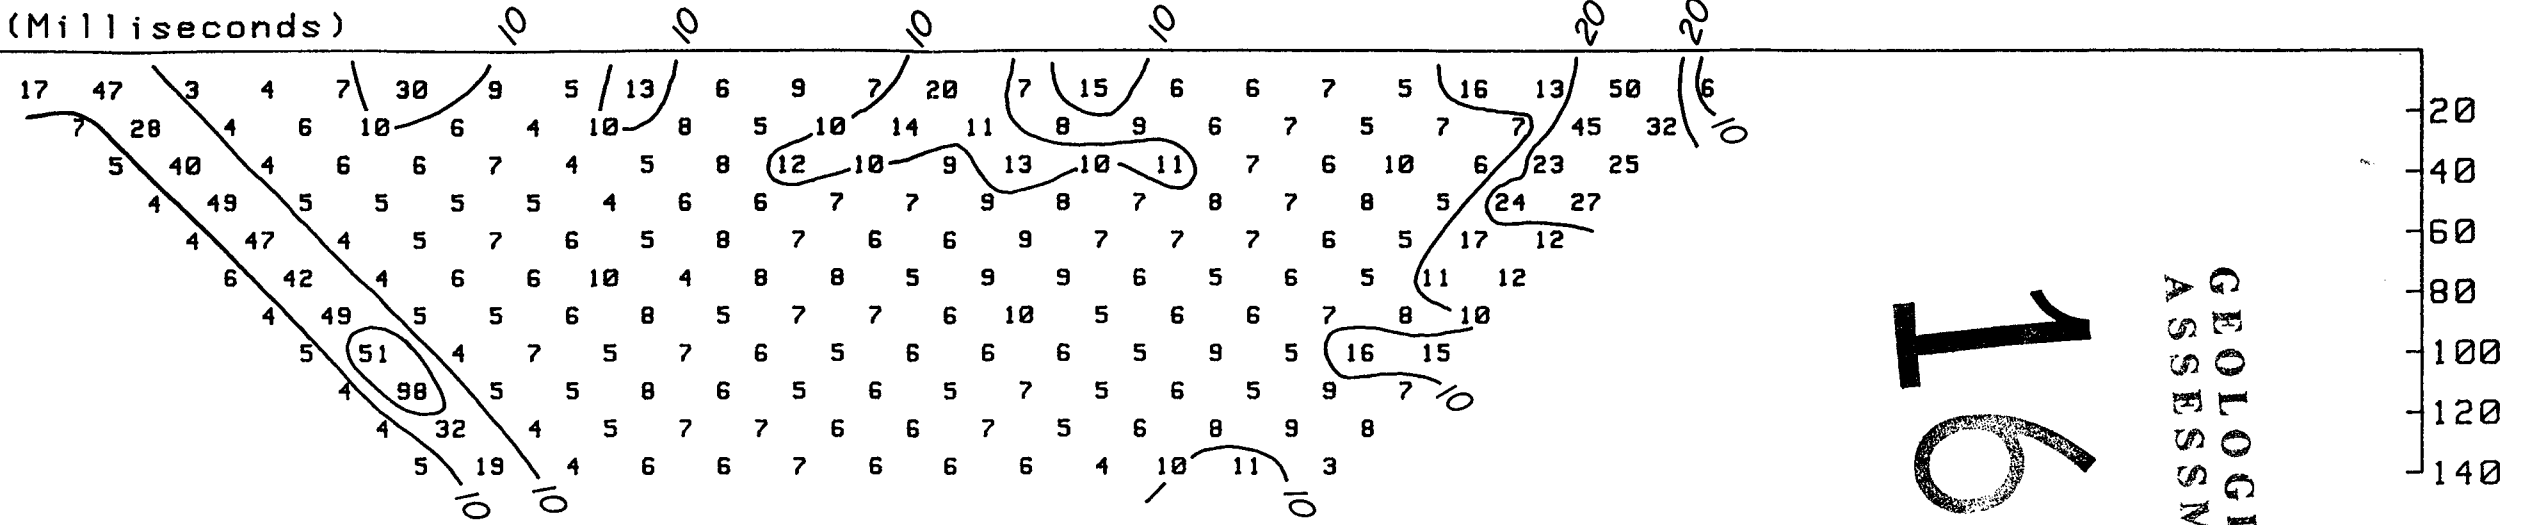 (Milliseconds) 10 10 10 10 20 20
17 47 3 4 7 30 9 5 13 6 9 7 20 7 15 6 6 7 5 16 13 50 6
20
7 28 4 6 10 6 4 10 8 5 10 14 11 8 9 6 7 5 7 7 45 32 10
5 40 4 6 6 7 4 5 8 12 10 9 13 10 11 7 6 10 6 23 25
40
4 49 5 5 5 5 4 6 6 7 7 9 8 7 8 7 8 5 24 27
60
4 47 4 5 7 6 5 8 7 6 6 9 7 7 7 6 5 17 12
6 42 4 6 6 10 4 8 8 5 9 9 6 5 6 5 11 12
80
4 49 5 5 6 8 5 7 7 6 10 5 6 6 7 8 10
5 51 4 7 5 7 6 5 6 6 6 5 9 5 16 15
100
4 98 5 5 8 6 5 6 5 7 5 6 5 9 7 10
120
4 32 4 5 7 7 6 6 7 5 6 8 9 8
5 19 4 6 6 7 6 6 6 4 10 11 3
140
10 10 10
GEOLOGI
ASSESSM
16